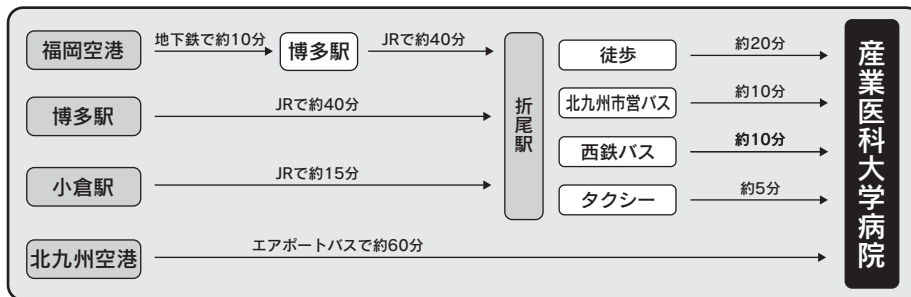 福岡空港
地下鉄で約10分
博多駅
JRで約40分
博多駅
JRで約40分
小倉駅
JRで約15分
北九州空港
エアポートバスで約60分
折尾駅
徒歩
約20分
北九州市営バス
約10分
西鉄バス
約10分
タクシー
約5分
産業医科大学病院